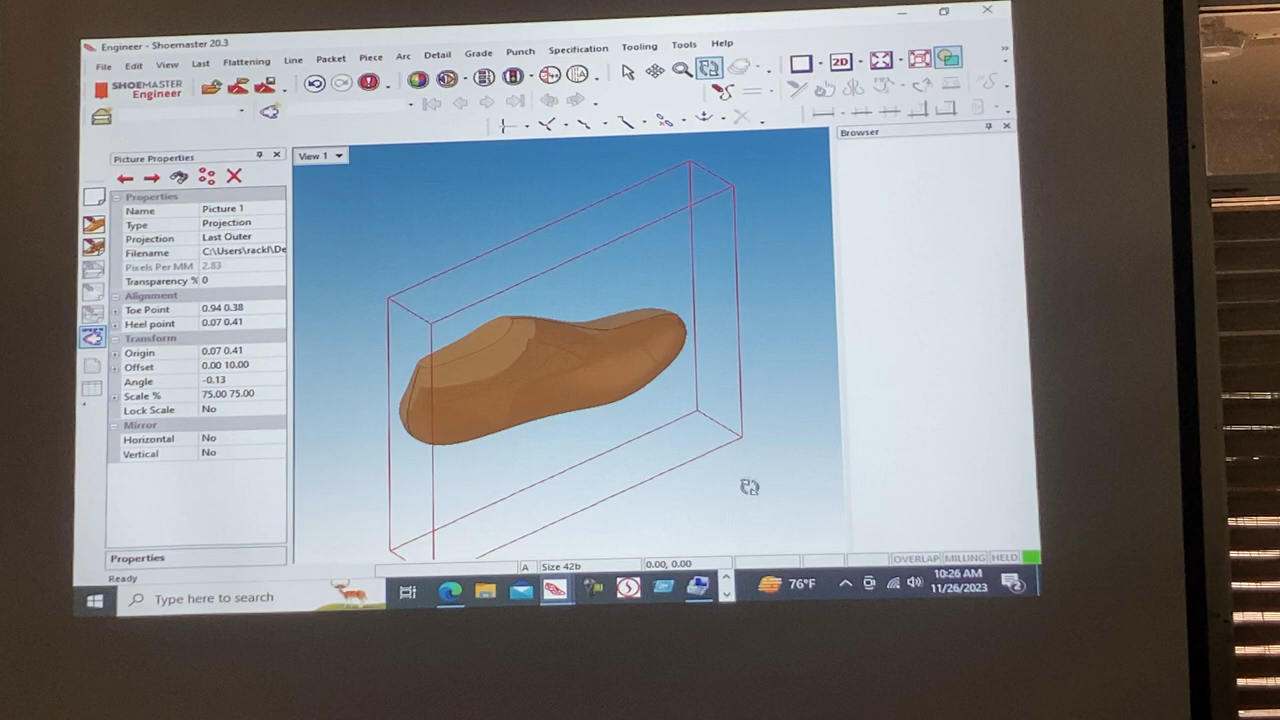 Engineer - Shoemaster 20.3
File Edit View Last Flattening Line Packet Piece Arc Detail Grade Punch Specification Tooling Tools Help
SHOEMASTER
Engineer
2D
Picture Properties
View 1
Browser
Properties
Name Picture 1
Type Projection
Projection Last Outer
Filename C:\Users\rackl\De
Pixels Per MM 2.83
Transparency % 0
Alignment
Toe Point 0.94 0.38
Heel point 0.07 0.41
Transform
Origin 0.07 0.41
Offset 0.00 10.00
Angle -0.13
Scale % 75.00 75.00
Lock Scale No
Mirror
Horizontal No
Vertical No
Properties
A Size 42b 0.00, 0.00 OVERLAP MILLING HELD
Ready
Type here to search
76°F
10:26 AM
11/26/2023
2